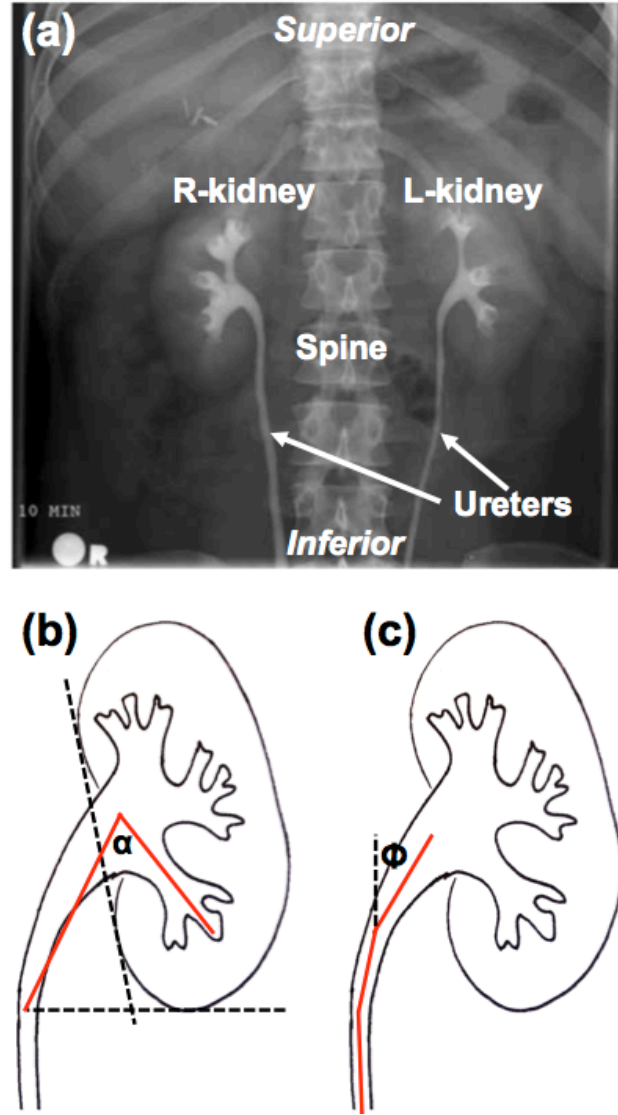 (a)
Superior
R-kidney
L-kidney
Spine
Ureters
10 MIN
R
Inferior
(b)
(c)
α
Φ